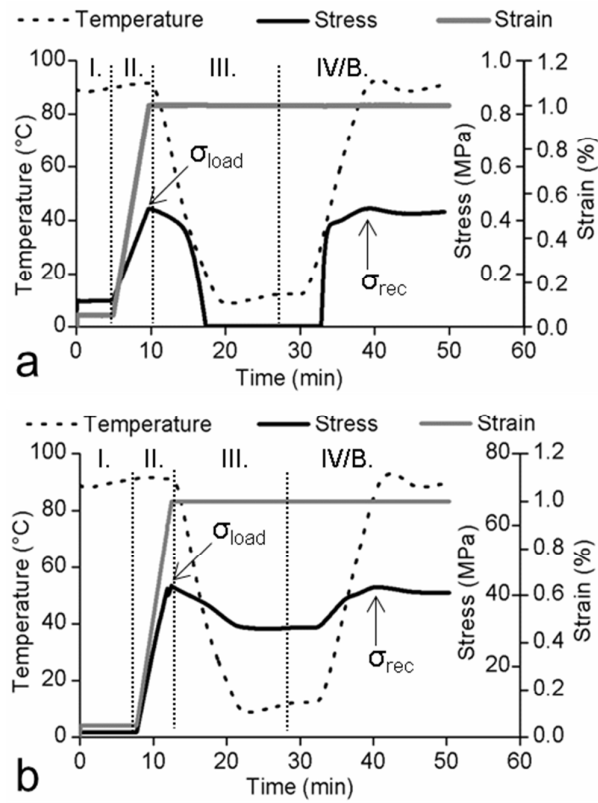 Temperature Stress Strain
I. II. III. IV/B.
Temperature (°C)
100
80
60
40
20
0
σload
σrec
1.0
0.8
0.6
0.4
0.2
0.0
Stress (MPa)
1.2
1.0
0.8
0.6
0.4
0.2
0.0
Strain (%)
0 10 20 30 40 50 60
Time (min)
a
Temperature Stress Strain
I. II. III. IV/B.
Temperature (°C)
100
80
60
40
20
0
σload
σrec
80
60
40
20
0
Stress (MPa)
1.2
1.0
0.8
0.6
0.4
0.2
0.0
Strain (%)
0 10 20 30 40 50 60
Time (min)
b